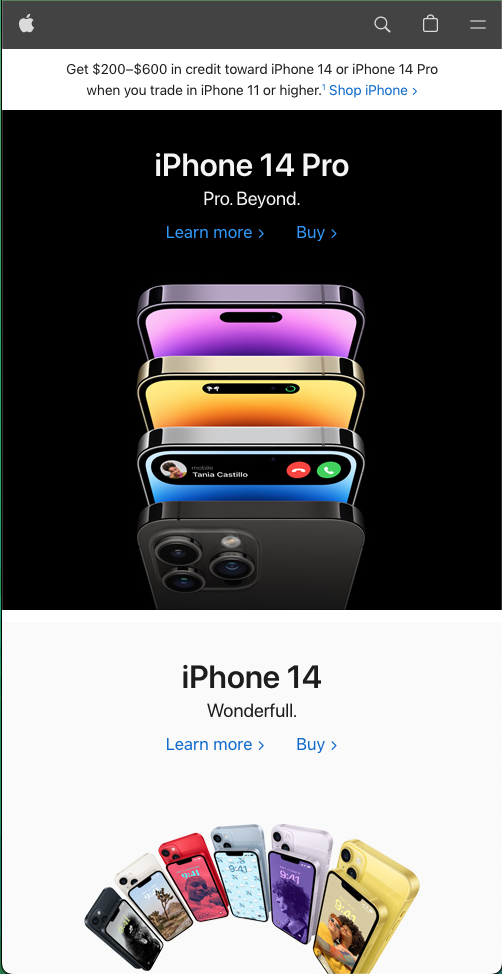 Get $200–$600 in credit toward iPhone 14 or iPhone 14 Pro
when you trade in iPhone 11 or higher.¹ Shop iPhone >
iPhone 14 Pro
Pro. Beyond.
Learn more > Buy >
mobile
Tania Castillo
iPhone 14
Wonderfull.
Learn more > Buy >
9:41
9:41
9:41
9:41
9:41